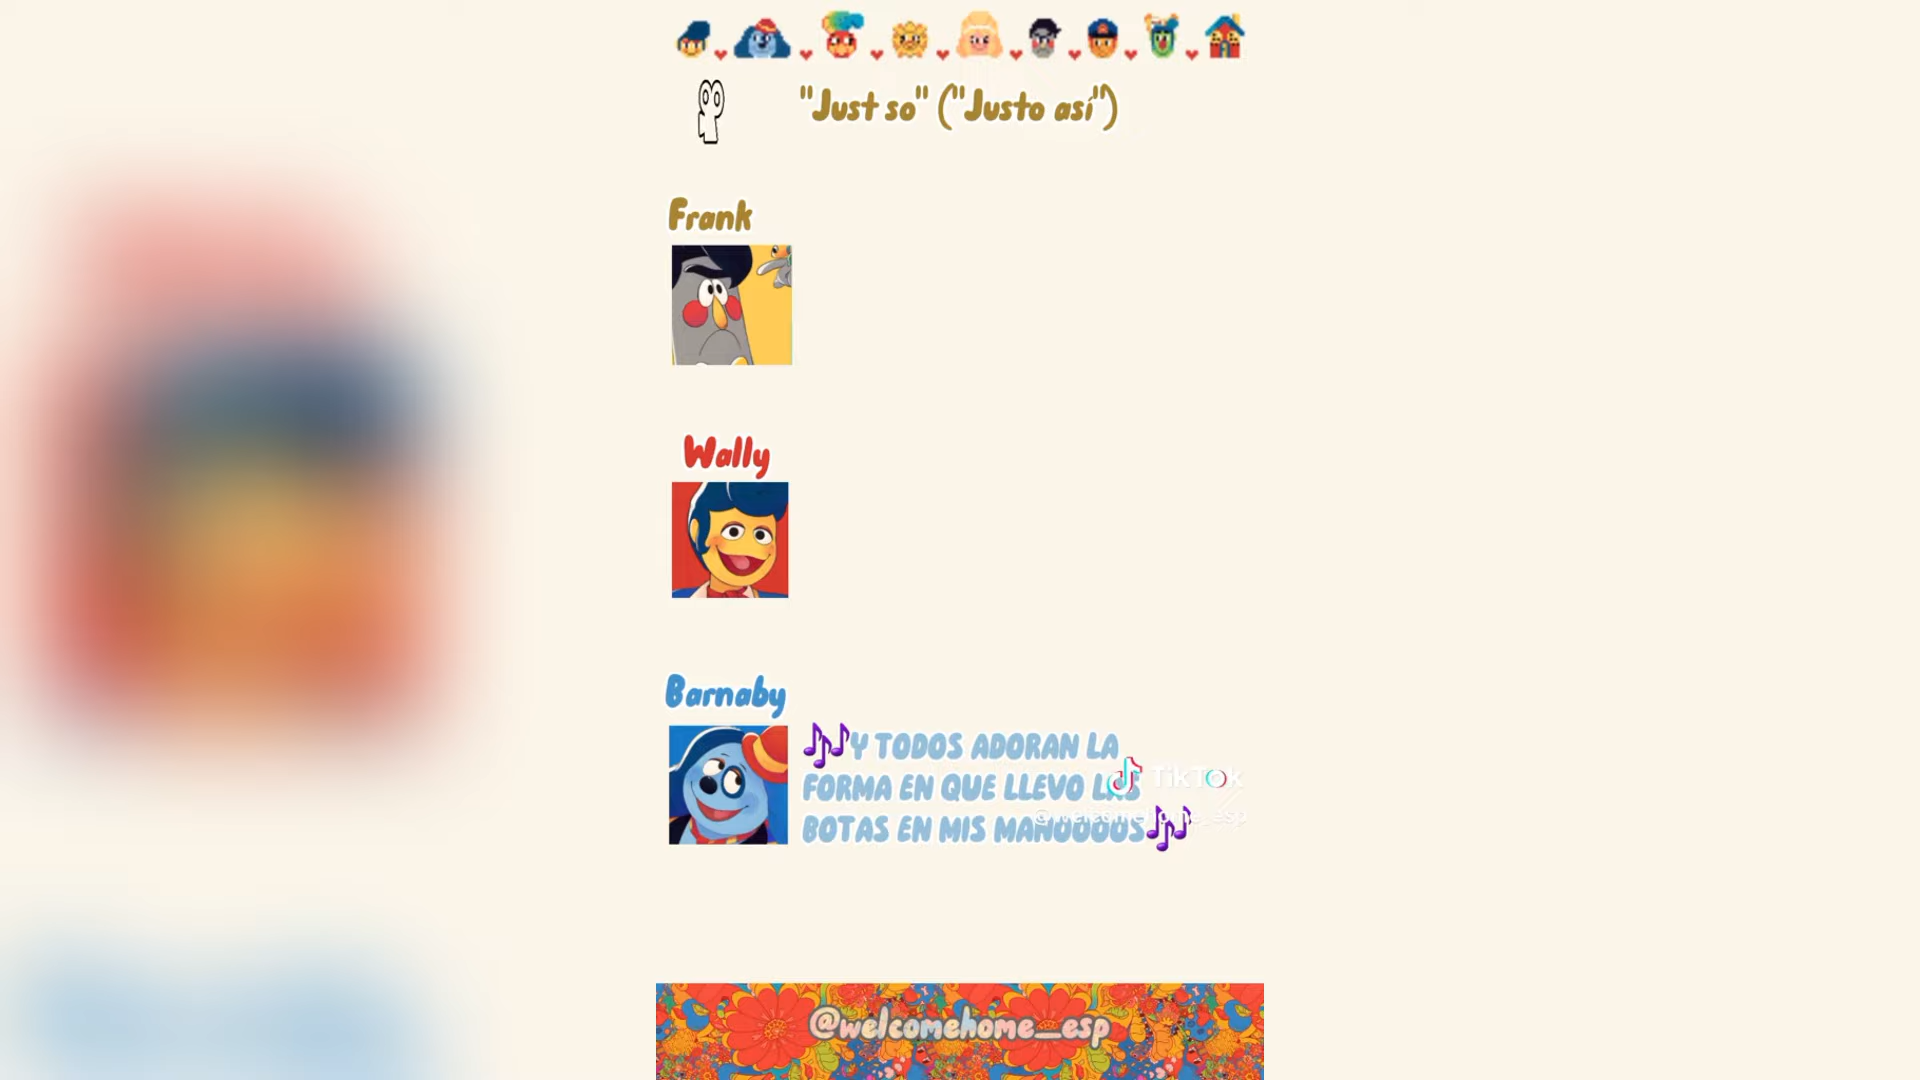 "Just so" ("Justo así")
Frank
Wally
Barnaby
Y TODOS ADORAN LA
FORMA EN QUE LLEVO LAS
BOTAS EN MIS MANOOOOS
TikTok
@welcomehome_esp
@welcomehome_esp